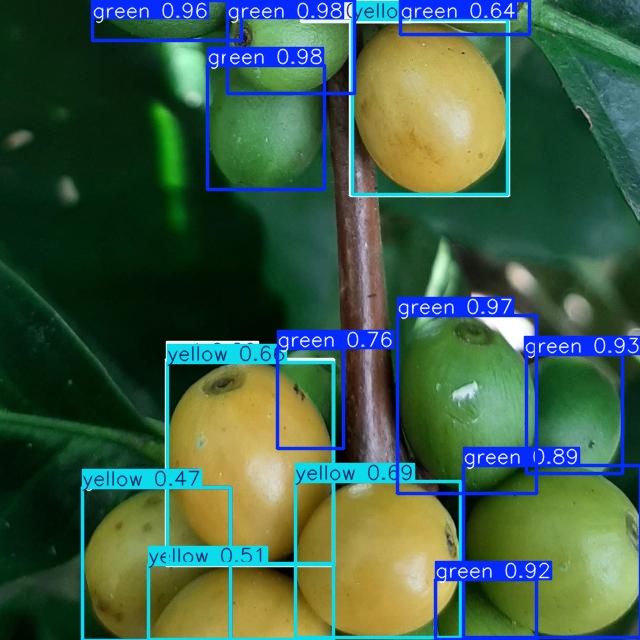 green 0.96
green 0.98
yello
green 0.64
green 0.98
green 0.97
green 0.76
green 0.93
yellow 0.66
green 0.89
yellow 0.69
yellow 0.47
yellow 0.51
green 0.92